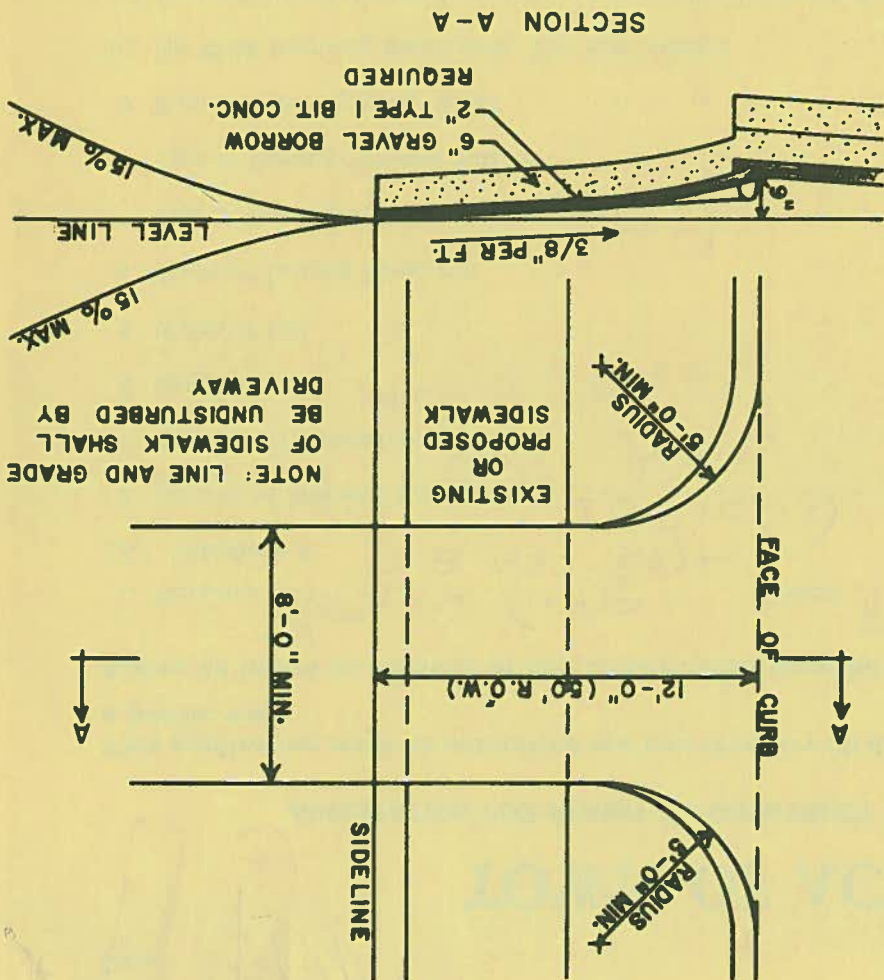 SIDELINE
RADIUS
5'-0" MIN.
A
A
FACE OF CURB
12'-0" (50' R.O.W.)
8'-0" MIN.
RADIUS
5'-0" MIN.
EXISTING
OR
PROPOSED
SIDEWALK
NOTE: LINE AND GRADE
OF SIDEWALK SHALL
BE UNDISTURBED BY
DRIVEWAY
15% MAX.
3/8" PER FT.
LEVEL LINE
6"
15% MAX.
6" GRAVEL BORROW
2" TYPE I BIT. CONC.
REQUIRED
SECTION A-A